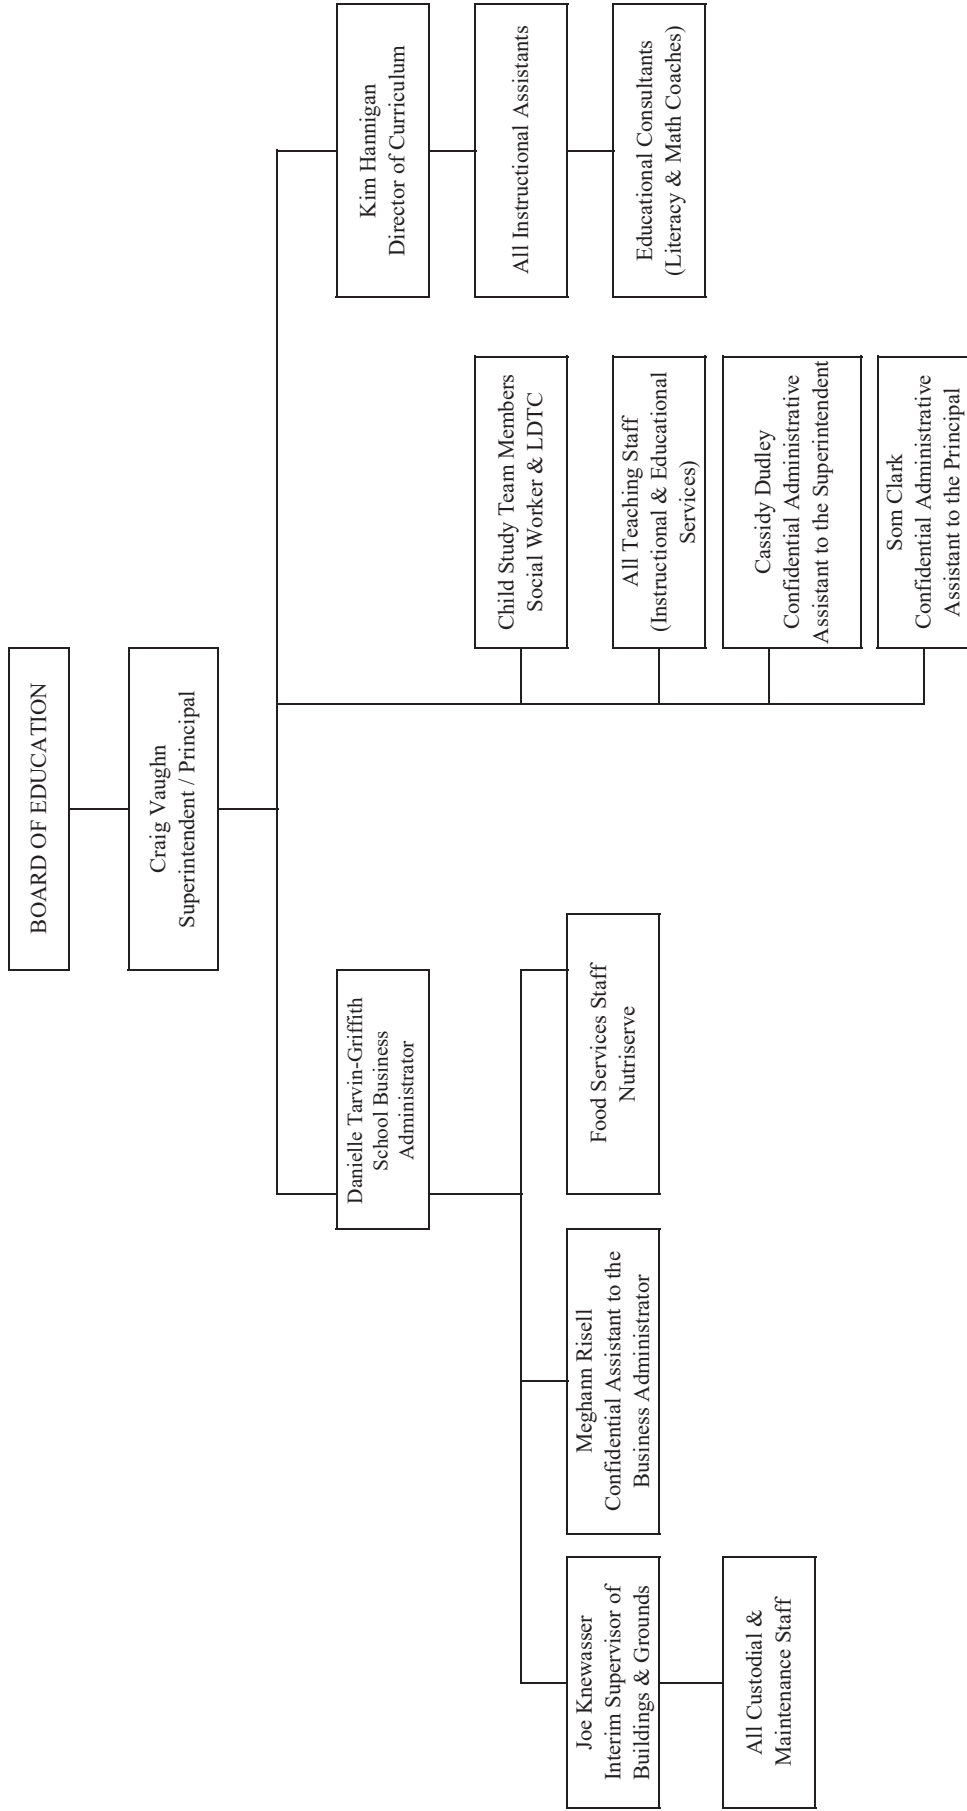 BOARD OF EDUCATION
Craig Vaughn
Superintendent / Principal
Danielle Tarvin-Griffith
School Business
Administrator
Kim Hannigan
Director of Curriculum
Joe Knewasser
Interim Supervisor of
Buildings & Grounds
All Custodial &
Maintenance Staff
Meghann Risell
Confidential Assistant to the
Business Administrator
Food Services Staff
Nutriserve
Child Study Team Members
Social Worker & LDTC
All Teaching Staff
(Instructional & Educational
Services)
Cassidy Dudley
Confidential Administrative
Assistant to the Superintendent
Som Clark
Confidential Administrative
Assistant to the Principal
All Instructional Assistants
Educational Consultants
(Literacy & Math Coaches)